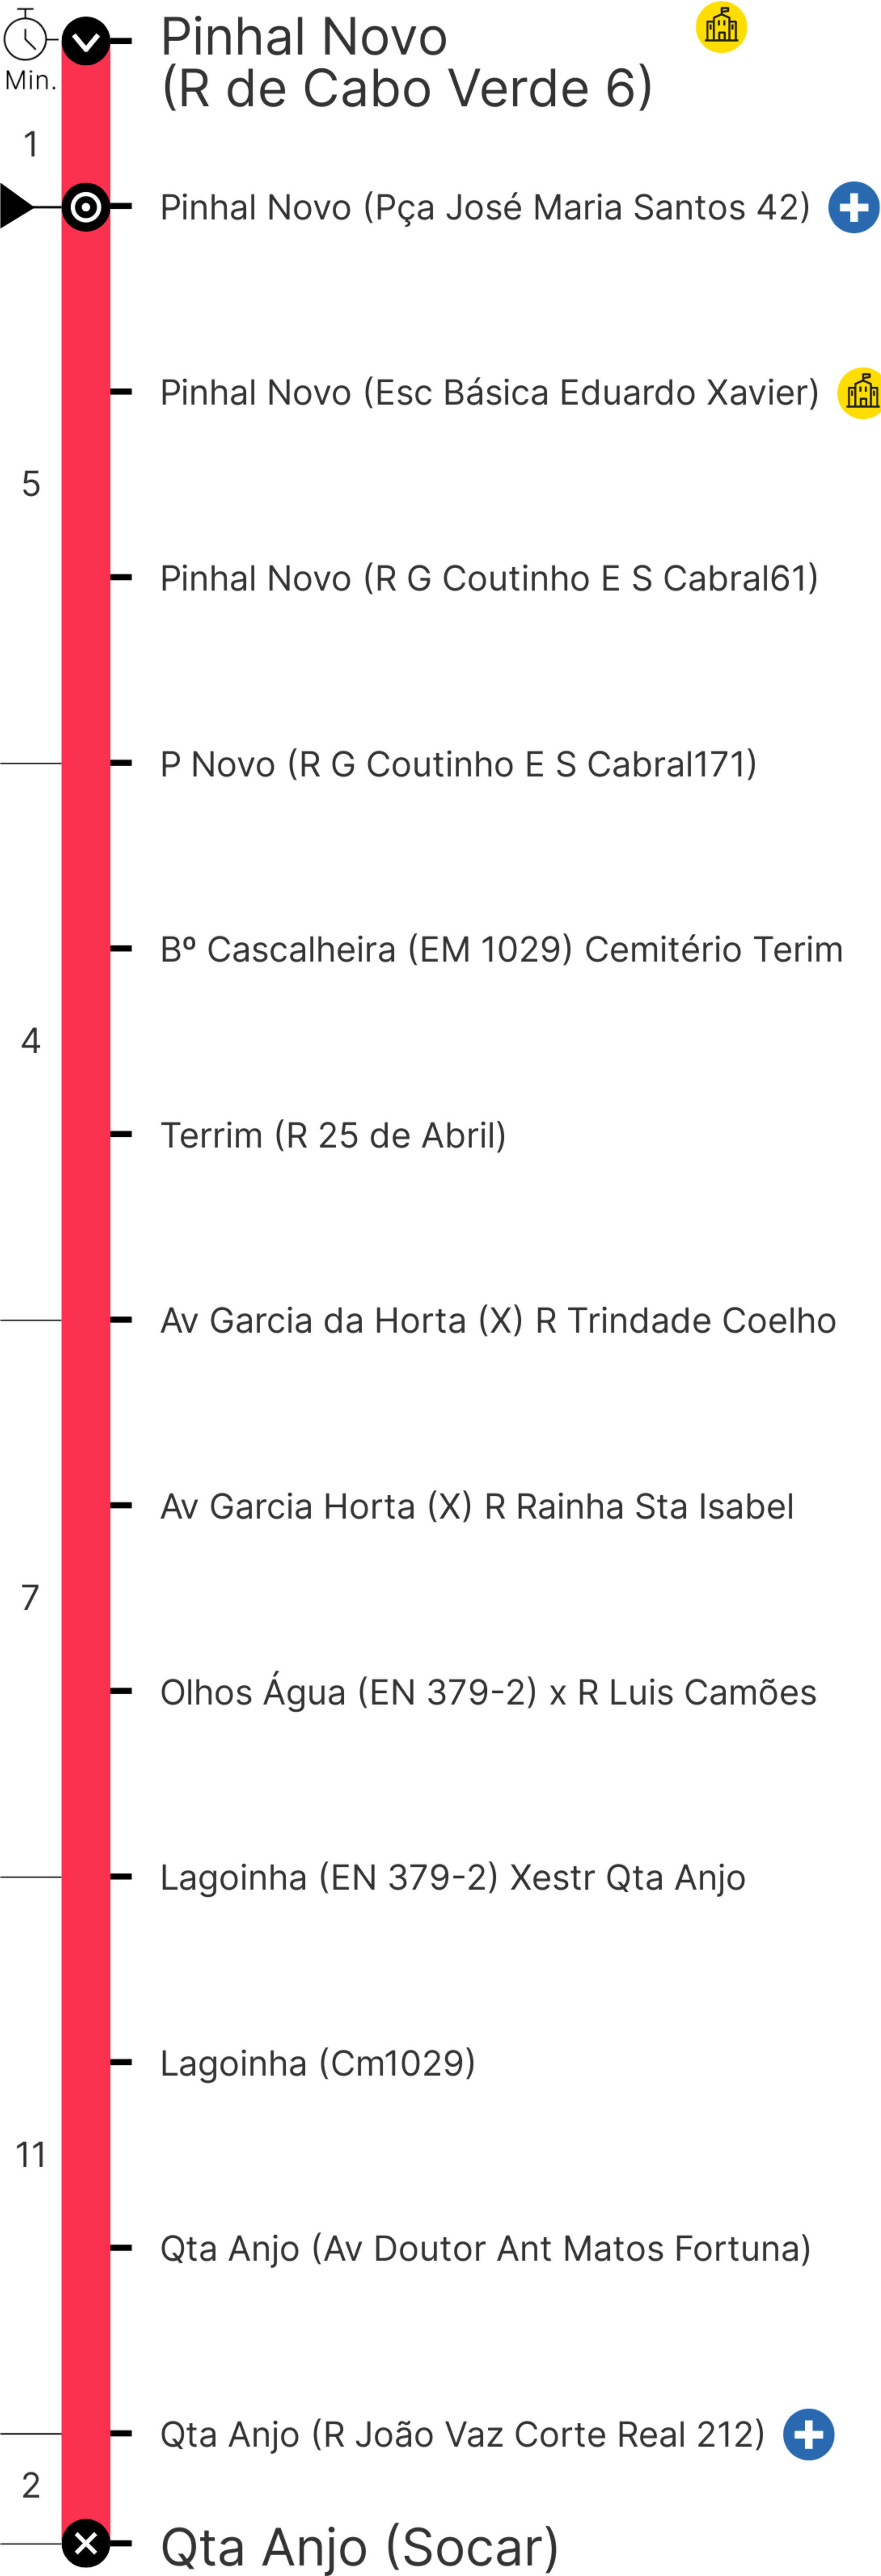 Pinhal Novo
(R de Cabo Verde 6)
Min.
1
Pinhal Novo (Pça José Maria Santos 42)
Pinhal Novo (Esc Básica Eduardo Xavier)
5
Pinhal Novo (R G Coutinho E S Cabral61)
P Novo (R G Coutinho E S Cabral171)
Bº Cascalheira (EM 1029) Cemitério Terim
4
Terrim (R 25 de Abril)
Av Garcia da Horta (X) R Trindade Coelho
Av Garcia Horta (X) R Rainha Sta Isabel
7
Olhos Água (EN 379-2) x R Luis Camões
Lagoinha (EN 379-2) Xestr Qta Anjo
Lagoinha (Cm1029)
11
Qta Anjo (Av Doutor Ant Matos Fortuna)
Qta Anjo (R João Vaz Corte Real 212)
2
Qta Anjo (Socar)